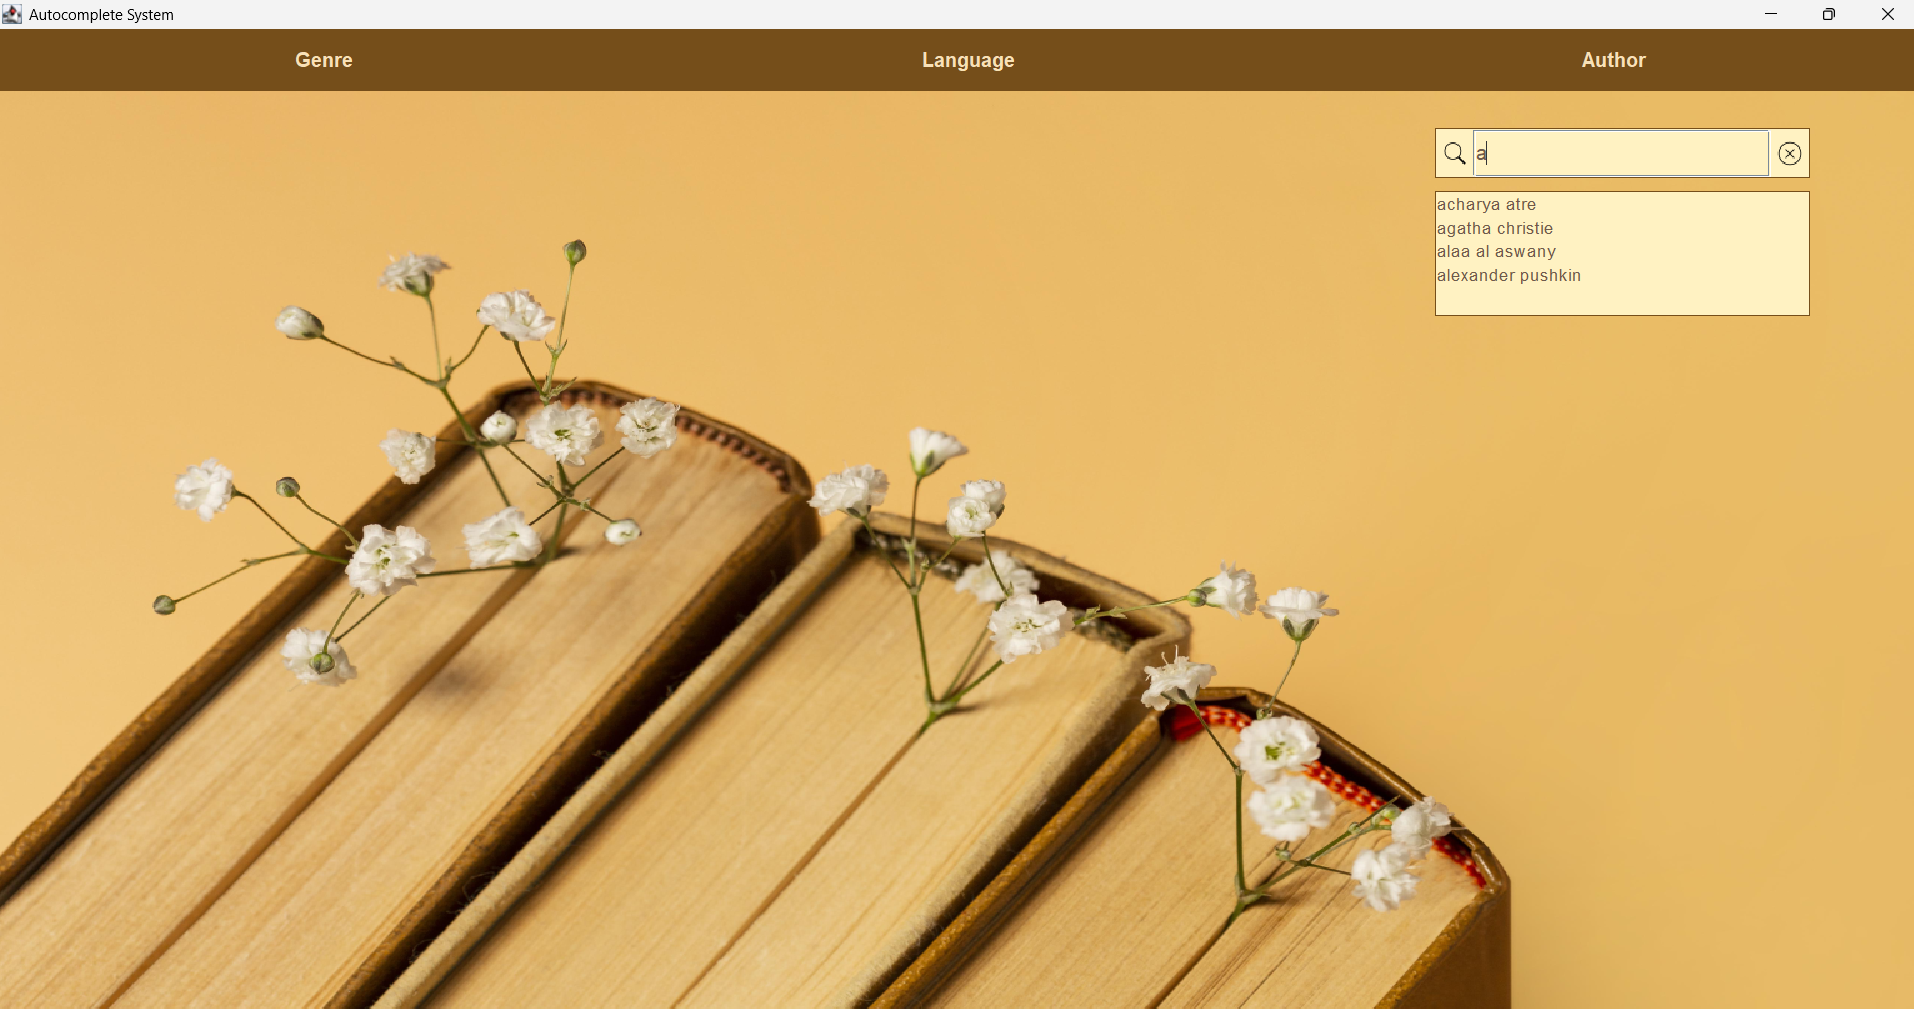 Autocomplete System
Genre Language Author
a
acharya atre
agatha christie
alaa al aswany
alexander pushkin